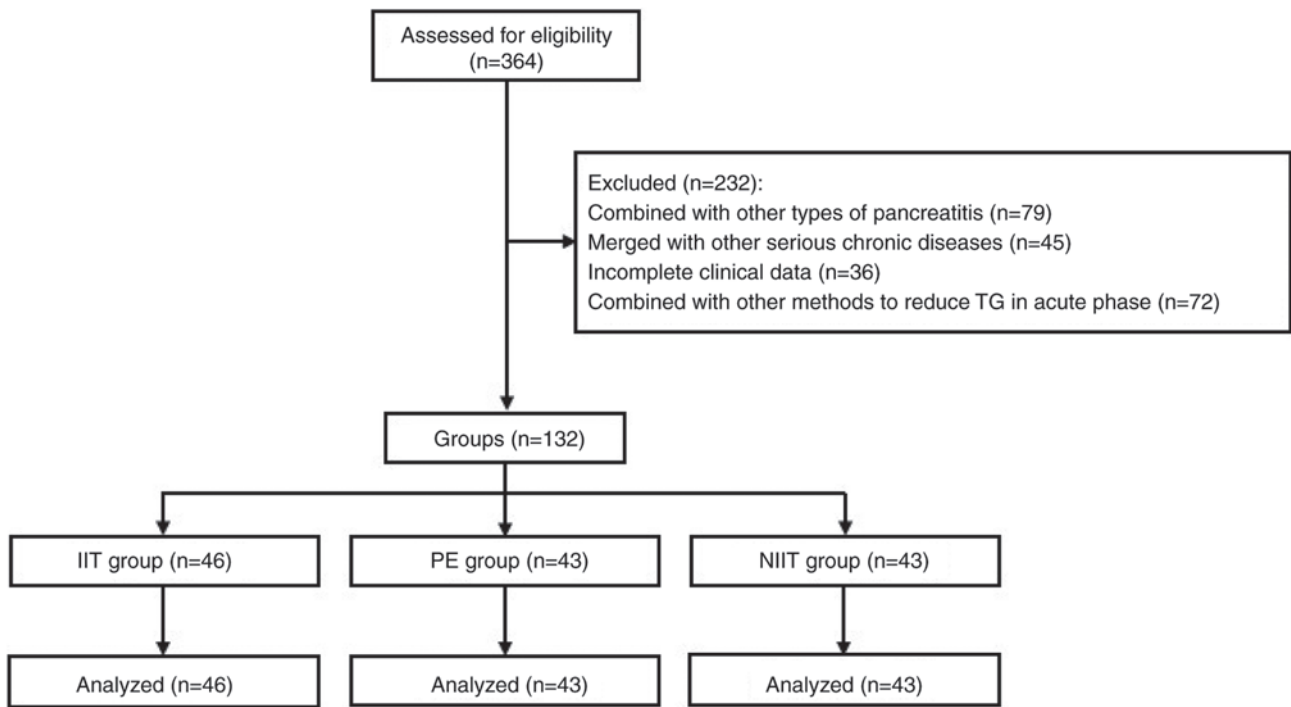 Assessed for eligibility
(n=364)
Excluded (n=232):
Combined with other types of pancreatitis (n=79)
Merged with other serious chronic diseases (n=45)
Incomplete clinical data (n=36)
Combined with other methods to reduce TG in acute phase (n=72)
Groups (n=132)
IIT group (n=46)
PE group (n=43)
NIIT group (n=43)
Analyzed (n=46)
Analyzed (n=43)
Analyzed (n=43)